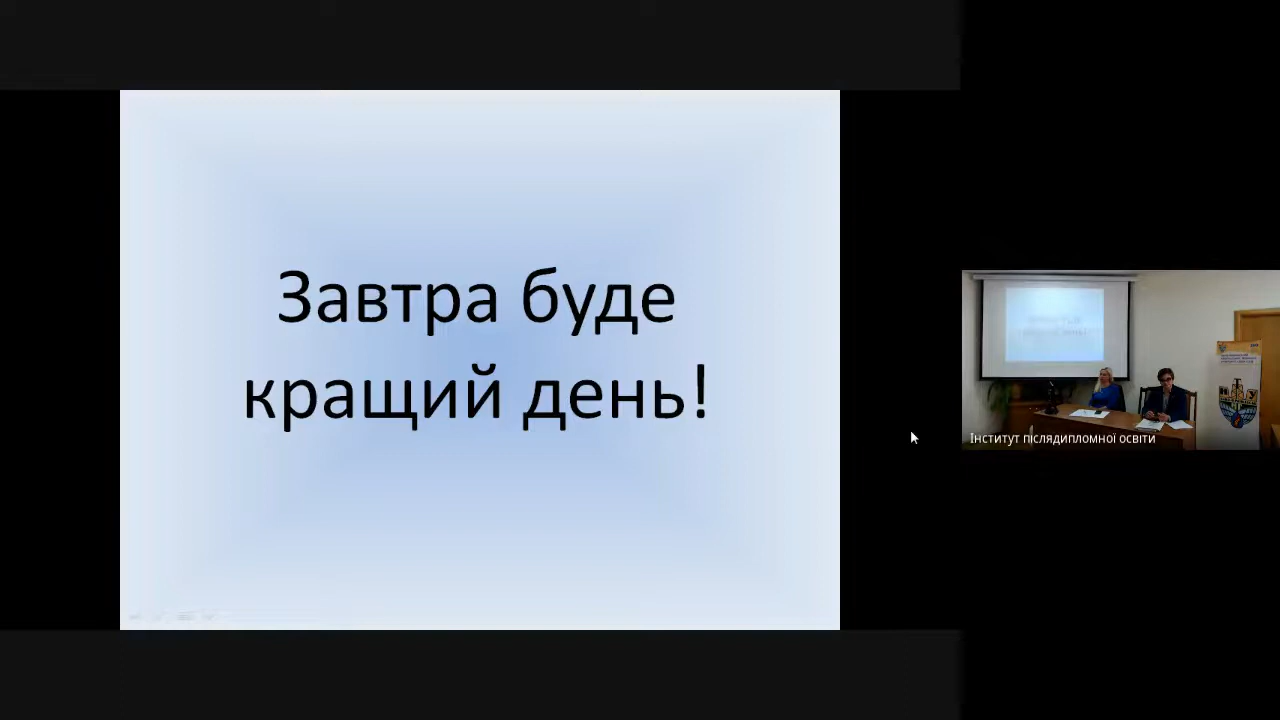 Завтра буде
кращий день!
Інститут післядипломної освіти